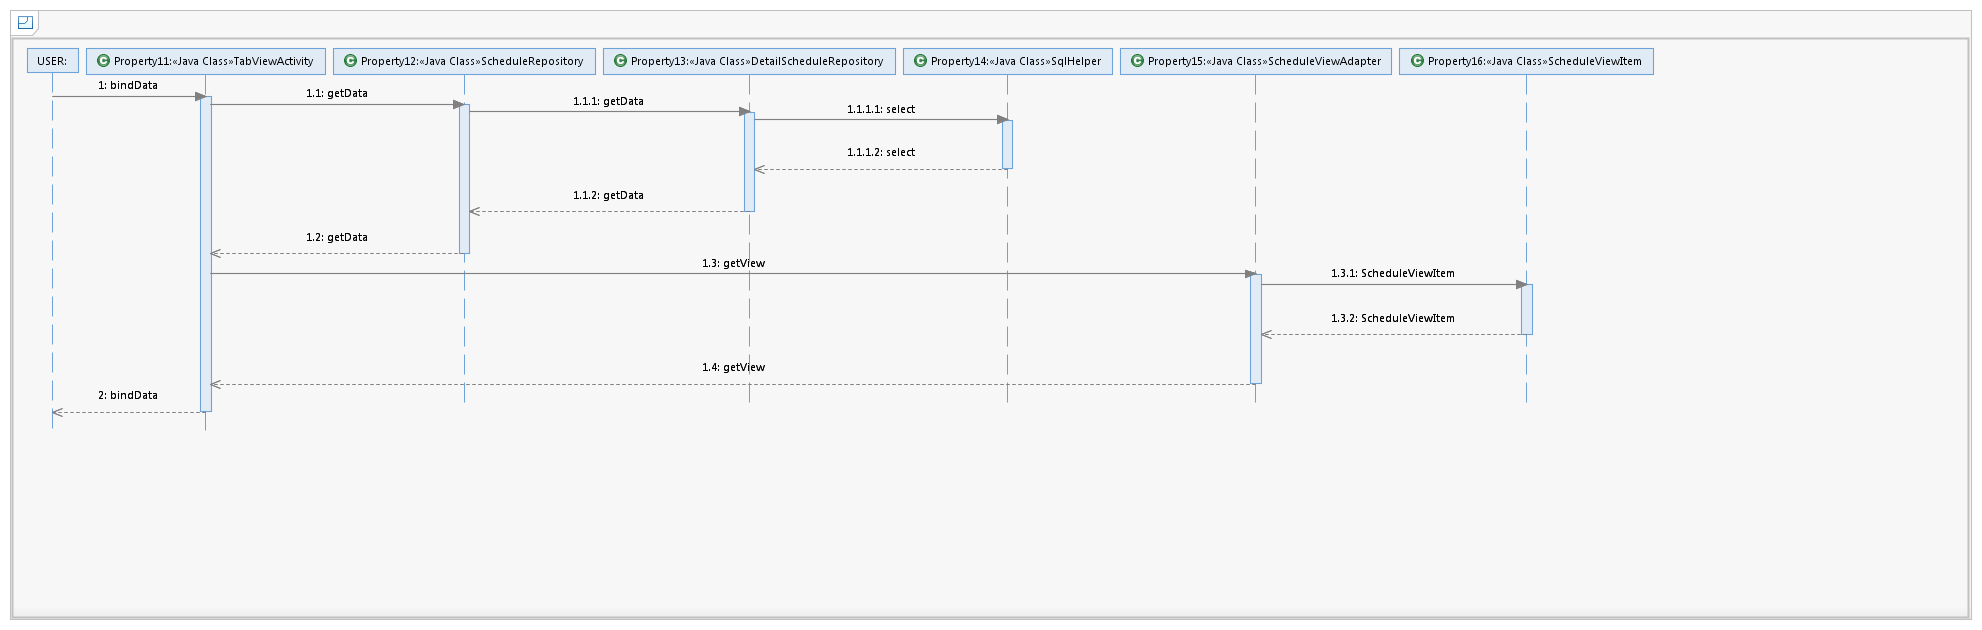 USER:
C Property11:«Java Class»TabViewActivity
C Property12:«Java Class»ScheduleRepository
C Property13:«Java Class»DetailScheduleRepository
C Property14:«Java Class»SqlHelper
C Property15:«Java Class»ScheduleViewAdapter
C Property16:«Java Class»ScheduleViewItem
1: bindData
1.1: getData
1.1.1: getData
1.1.1.1: select
1.1.1.2: select
1.1.2: getData
1.2: getData
1.3: getView
1.3.1: ScheduleViewItem
1.3.2: ScheduleViewItem
1.4: getView
2: bindData